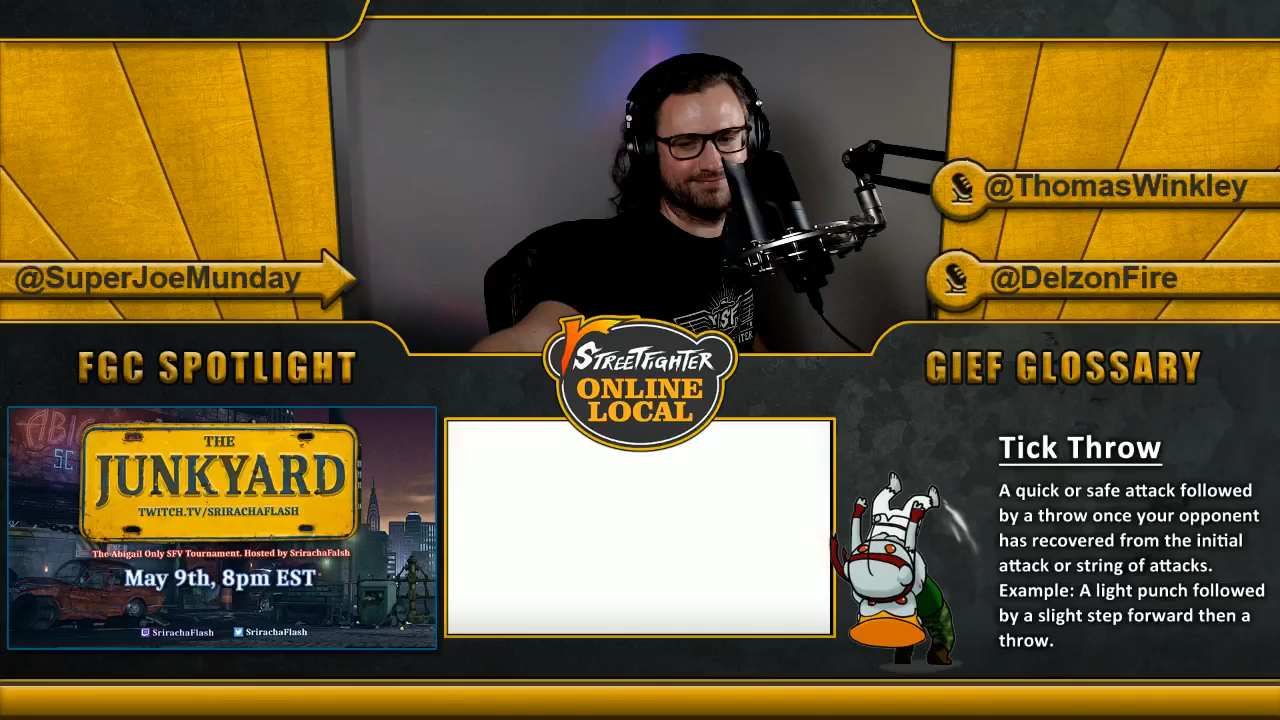 @ThomasWinkley
@SuperJoeMunday
@DelzonFire
FGC SPOTLIGHT
STREETFIGHTER
ONLINE
LOCAL
GIEF GLOSSARY
THE
JUNKYARD
TWITCH.TV/SRIRACHAFLASH
The Abigail Only SFV Tournament. Hosted by SrirachaFalsh
May 9th, 8pm EST
SrirachaFlash
SrirachaFlash
Tick Throw
A quick or safe attack followed
by a throw once your opponent
has recovered from the initial
attack or string of attacks.
Example: A light punch followed
by a slight step forward then a
throw.